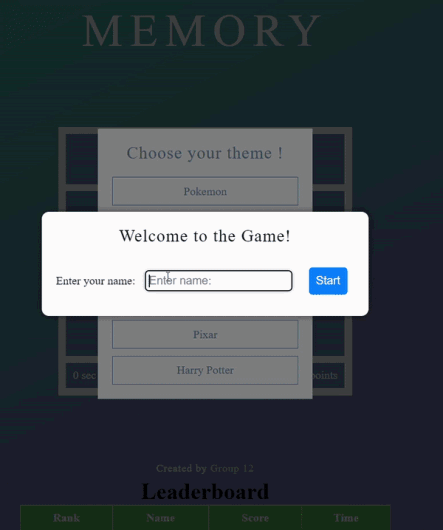 MEMORY
Choose your theme !
Pokemon
Welcome to the Game!
Enter your name: Enter name: Start
Pixar
Harry Potter
0 sec points
Created by Group 12
Leaderboard
Rank Name Score Time